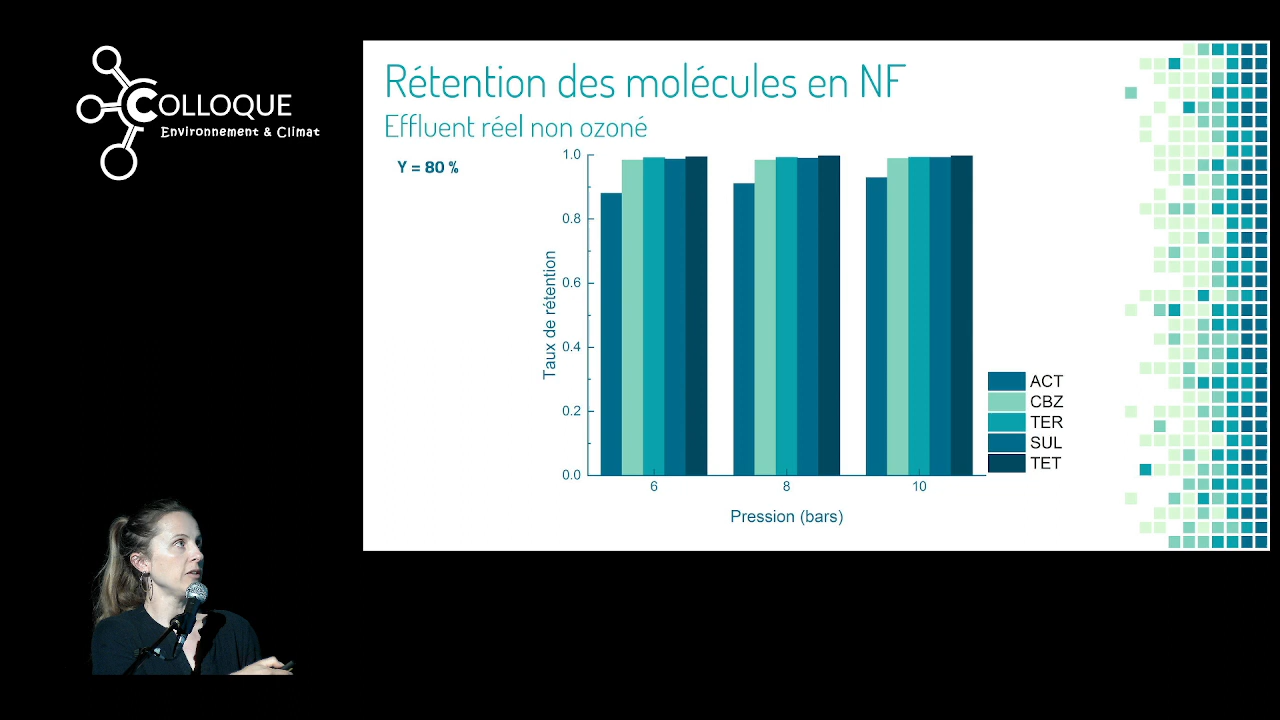 COLLOQUE
Environnement & Climat
Rétention des molécules en NF
Effluent réel non ozoné
Y = 80 %
1.0
0.8
0.6
0.4
0.2
0.0
Taux de rétention
6
8
10
Pression (bars)
ACT
CBZ
TER
SUL
TET